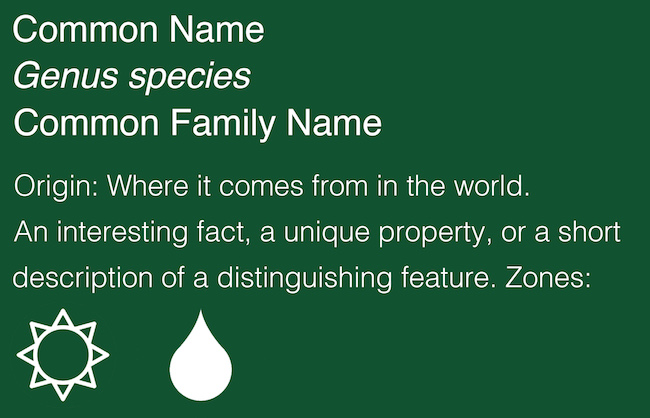 Common Name
Genus species
Common Family Name
Origin: Where it comes from in the world.
An interesting fact, a unique property, or a short
description of a distinguishing feature. Zones: